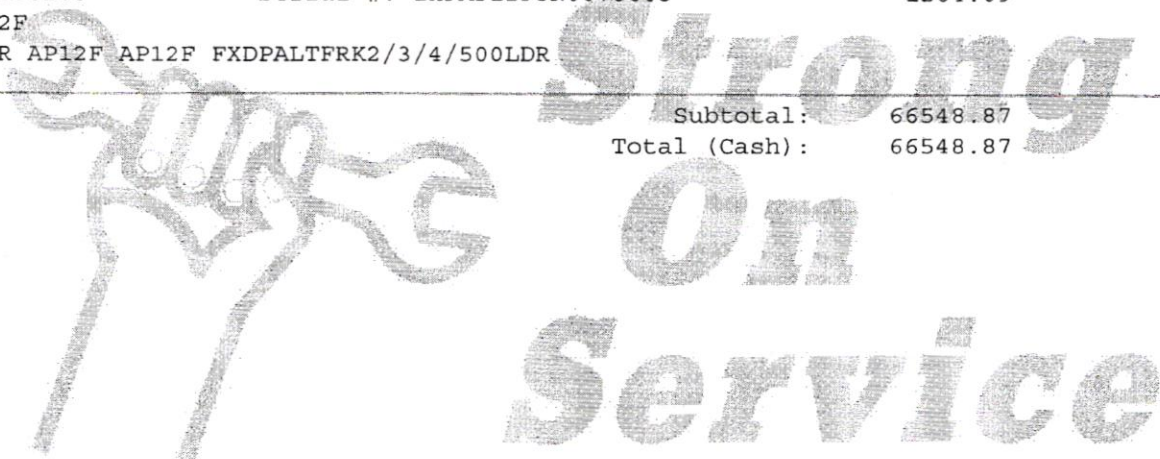 2F
R AP12F AP12F FXDPALTFRK2/3/4/500LDR
Subtotal: 66548.87
Total (Cash): 66548.87
Strong
On
Service